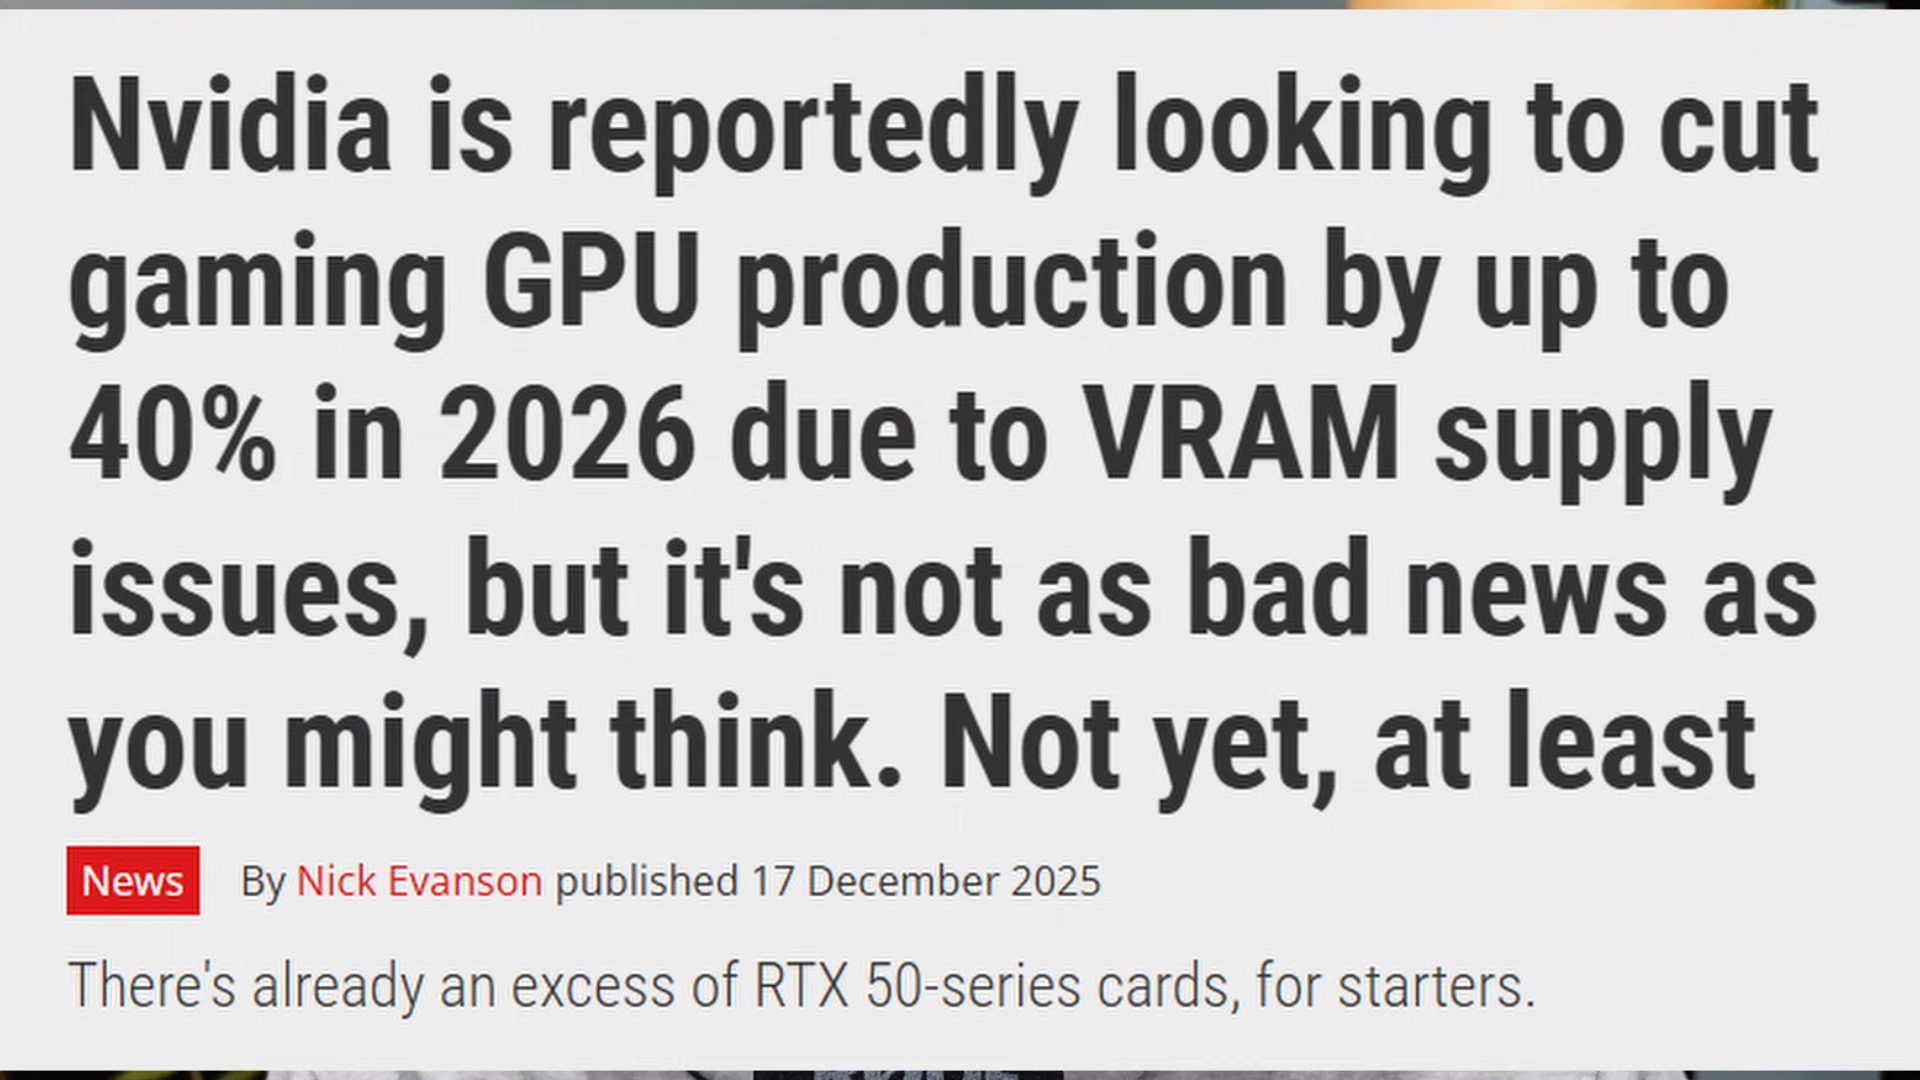 Nvidia is reportedly looking to cut
gaming GPU production by up to
40% in 2026 due to VRAM supply
issues, but it's not as bad news as
you might think. Not yet, at least
News By Nick Evanson published 17 December 2025
There's already an excess of RTX 50-series cards, for starters.